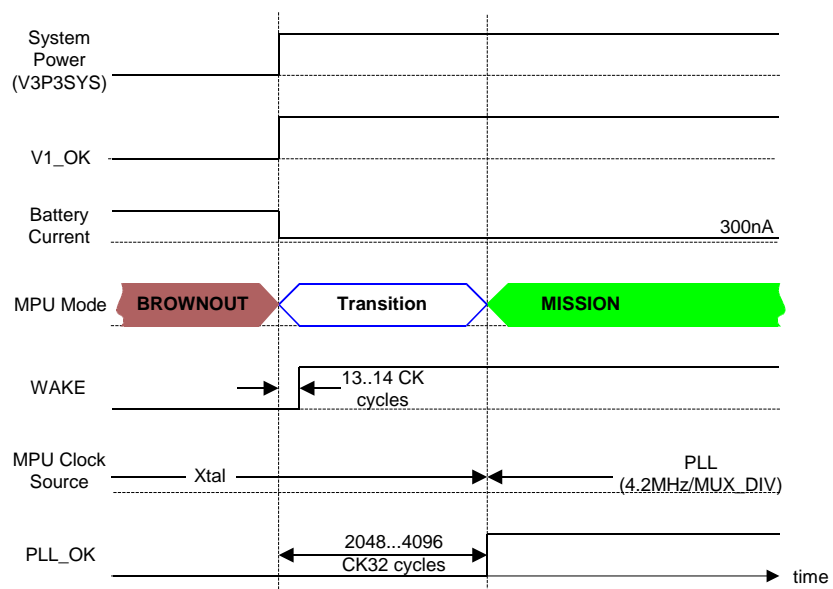 System
Power
(V3P3SYS)
V1_OK
Battery
Current
300nA
MPU Mode
BROWNOUT
Transition
MISSION
WAKE
13..14 CK
cycles
MPU Clock
Source
Xtal
PLL
(4.2MHz/MUX_DIV)
PLL_OK
2048...4096
CK32 cycles
time